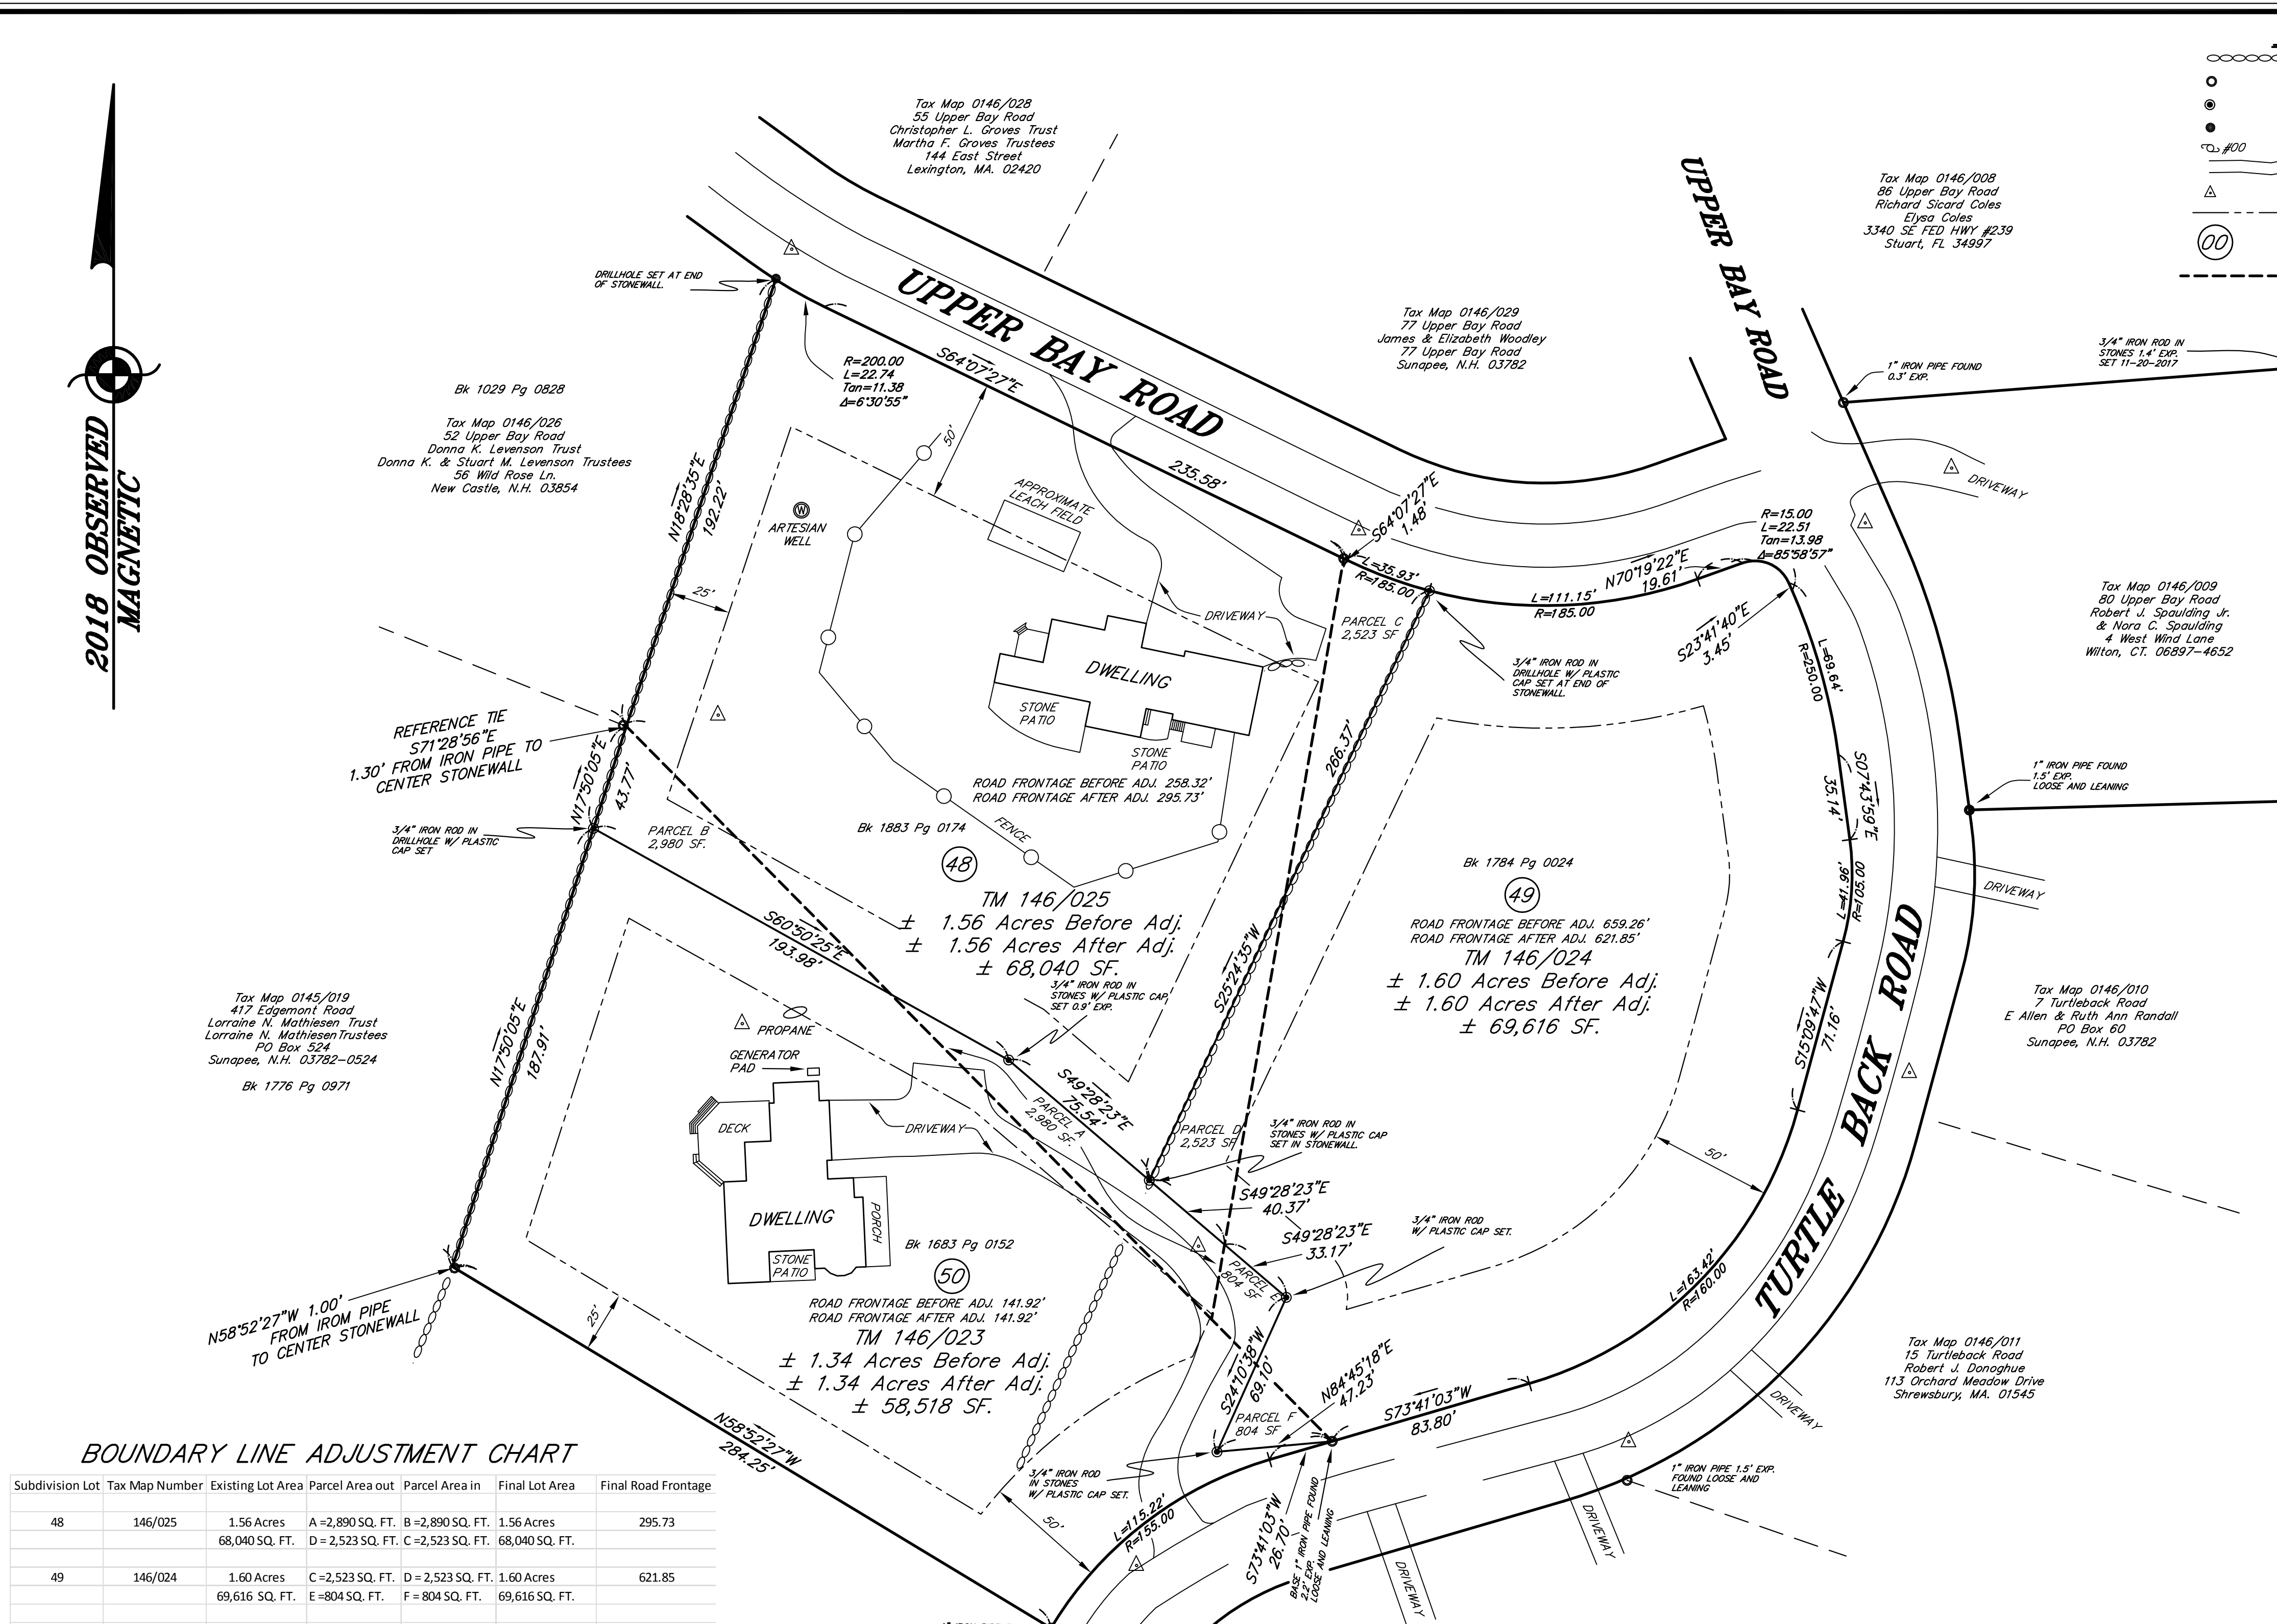 Tax Map 0146/028
55 Upper Bay Road
Christopher L. Groves Trust
Martha F. Groves Trustees
144 East Street
Lexington, MA. 02420
UPPER BAY ROAD
Tax Map 0146/008
86 Upper Bay Road
Richard Sicard Coles
Elysa Coles
3340 SE FED HWY #239
Stuart, FL 34997
#00
00
DRILLHOLE SET AT END
OF STONEWALL.
UPPER BAY ROAD
Tax Map 0146/029
77 Upper Bay Road
James & Elizabeth Woodley
77 Upper Bay Road
Sunapee, N.H. 03782
1" IRON PIPE FOUND
0.3' EXP.
3/4" IRON ROD IN
STONES 1.4' EXP.
SET 11-20-2017
2018 OBSERVED
MAGNETIC
Bk 1029 Pg 0828
Tax Map 0146/026
52 Upper Bay Road
Donna K. Levenson Trust
Donna K. & Stuart M. Levenson Trustees
56 Wild Rose Ln.
New Castle, N.H. 03854
R=200.00
L=22.74
Tan=11.38
Δ=6°30'55"
S64°07'27"E
235.58'
50'
S64°07'27"E
1.48'
DRIVEWAY
N18°28'35"E
192.22'
ARTESIAN
WELL
APPROXIMATE
LEACH FIELD
25'
L=35.93'
R=185.00'
L=111.15'
R=185.00
N70°19'22"E
19.61'
R=15.00
L=22.51
Tan=13.98
Δ=85°58'57"
S23°41'40"E
3.45'
L=69.64'
R=250.00
Tax Map 0146/009
80 Upper Bay Road
Robert J. Spaulding Jr.
& Nora C. Spaulding
4 West Wind Lane
Wilton, CT. 06897-4652
DRIVEWAY
PARCEL C
2,523 SF
DWELLING
STONE
PATIO
STONE
PATIO
3/4" IRON ROD IN
DRILLHOLE W/ PLASTIC
CAP SET AT END OF
STONEWALL.
REFERENCE TIE
S71°28'56"E
1.30' FROM IRON PIPE TO
CENTER STONEWALL
N17°50'05"E
43.77'
266.37'
ROAD FRONTAGE BEFORE ADJ. 258.32'
ROAD FRONTAGE AFTER ADJ. 295.73'
S07°43'59"E
35.14'
1" IRON PIPE FOUND
1.5' EXP.
LOOSE AND LEANING
3/4" IRON ROD IN
DRILLHOLE W/ PLASTIC
CAP SET
PARCEL B
2,980 SF.
Bk 1883 Pg 0174
FENCE
48
TM 146/025
± 1.56 Acres Before Adj.
± 1.56 Acres After Adj.
± 68,040 SF.
Bk 1784 Pg 0024
49
ROAD FRONTAGE BEFORE ADJ. 659.26'
ROAD FRONTAGE AFTER ADJ. 621.85'
TM 146/024
± 1.60 Acres Before Adj.
± 1.60 Acres After Adj.
± 69,616 SF.
L=41.96'
R=105.00
DRIVEWAY
S60°50'25"E
193.98'
S25°24'35"W
3/4" IRON ROD IN
STONES W/ PLASTIC CAP
SET 0.9' EXP.
S15°09'47"W
71.16'
TURTLE BACK ROAD
Tax Map 0145/019
417 Edgemont Road
Lorraine N. Mathiesen Trust
Lorraine N. MathiesenTrustees
PO Box 524
Sunapee, N.H. 03782-0524
Bk 1776 Pg 0971
N17°50'05"E
187.91'
Tax Map 0146/010
7 Turtleback Road
E Allen & Ruth Ann Randall
PO Box 60
Sunapee, N.H. 03782
PROPANE
GENERATOR
PAD
DECK
DRIVEWAY
PARCEL A
2,980 SF.
S49°28'23"E
75.54'
PARCEL D
2,523 SF
3/4" IRON ROD IN
STONES W/ PLASTIC CAP
SET IN STONEWALL.
50'
DWELLING
PORCH
STONE
PATIO
S49°28'23"E
40.37'
S49°28'23"E
33.17'
3/4" IRON ROD
W/ PLASTIC CAP SET.
PARCEL E
804 SF
Bk 1683 Pg 0152
50
ROAD FRONTAGE BEFORE ADJ. 141.92'
ROAD FRONTAGE AFTER ADJ. 141.92'
TM 146/023
± 1.34 Acres Before Adj.
± 1.34 Acres After Adj.
± 58,518 SF.
L=163.42'
R=160.00
N58°52'27"W 1.00'
FROM IROM PIPE
TO CENTER STONEWALL
25'
S24°10'38"W
69.10'
N84°45'18"E
47.23'
S73°41'03"W
83.80'
Tax Map 0146/011
15 Turtleback Road
Robert J. Donoghue
113 Orchard Meadow Drive
Shrewsbury, MA. 01545
DRIVEWAY
PARCEL F
804 SF
N58°52'27"W
284.25'
3/4" IRON ROD
IN STONES
W/ PLASTIC CAP SET.
50'
L=115.22'
R=155.00
S73°41'03"W
26.70'
BASE 1" IRON PIPE FOUND
2.2' EXP.
LOOSE AND LEANING
DRIVEWAY
DRIVEWAY
1" IRON PIPE 1.5' EXP.
FOUND LOOSE AND
LEANING
BOUNDARY LINE ADJUSTMENT CHART
Subdivision Lot Tax Map Number Existing Lot Area Parcel Area out Parcel Area in Final Lot Area Final Road Frontage
48 146/025 1.56 Acres A =2,890 SQ. FT. B =2,890 SQ. FT. 1.56 Acres 295.73
68,040 SQ. FT. D = 2,523 SQ. FT. C =2,523 SQ. FT. 68,040 SQ. FT.
49 146/024 1.60 Acres C =2,523 SQ. FT. D = 2,523 SQ. FT. 1.60 Acres 621.85
69,616 SQ. FT. E =804 SQ. FT. F = 804 SQ. FT. 69,616 SQ. FT.